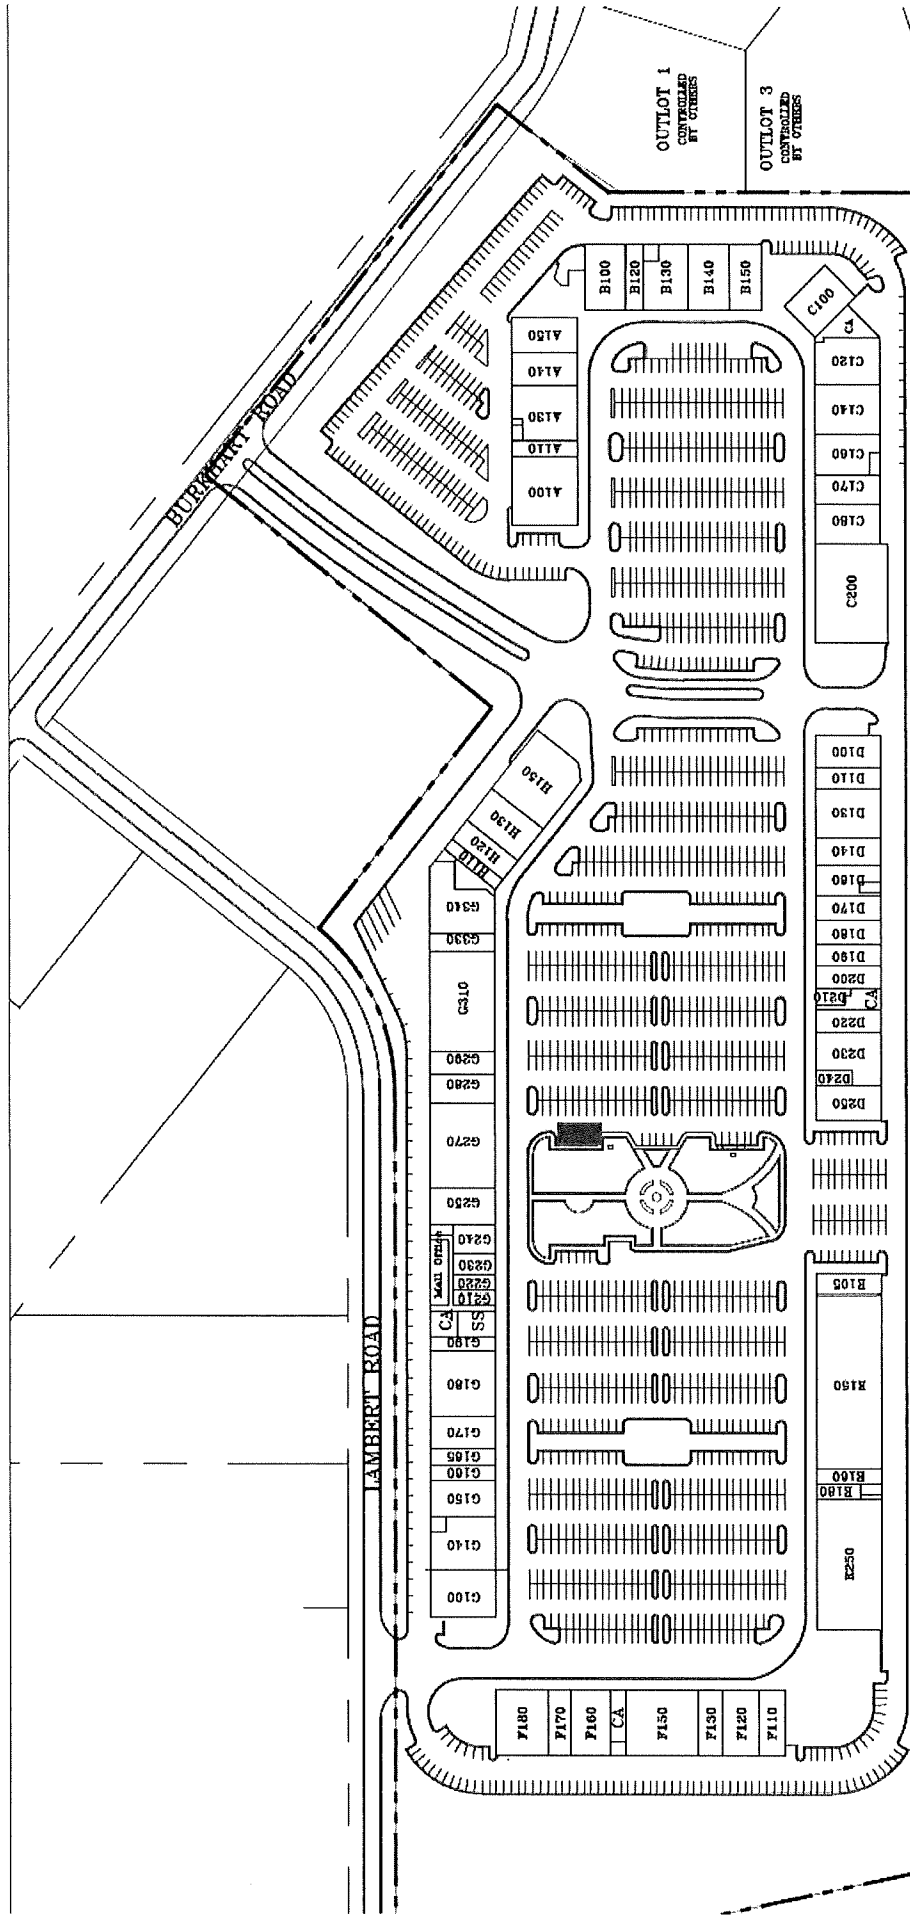 OUTLOT 1
CONTROLLED
BY OTHERS
OUTLOT 3
CONTROLLED
BY OTHERS
BURKHART ROAD
LAMBERT ROAD
B100
B120
B130
B140
B150
A150
A140
A130
A110
A100
C100
CA
C120
C140
C160
C170
C180
C200
H150
H130
H120
H110
D100
D110
D130
D140
D160
D170
D180
D190
D200
D210
CA
D220
D230
D240
D250
G340
G330
G310
G290
G280
G270
G250
G240
Mall Office
G230
G220
G210
CA
SS
G190
G180
G170
G165
G160
G150
G140
G100
E105
E150
E160
E180
E250
F180
F170
F160
CA
F150
F130
F120
F110